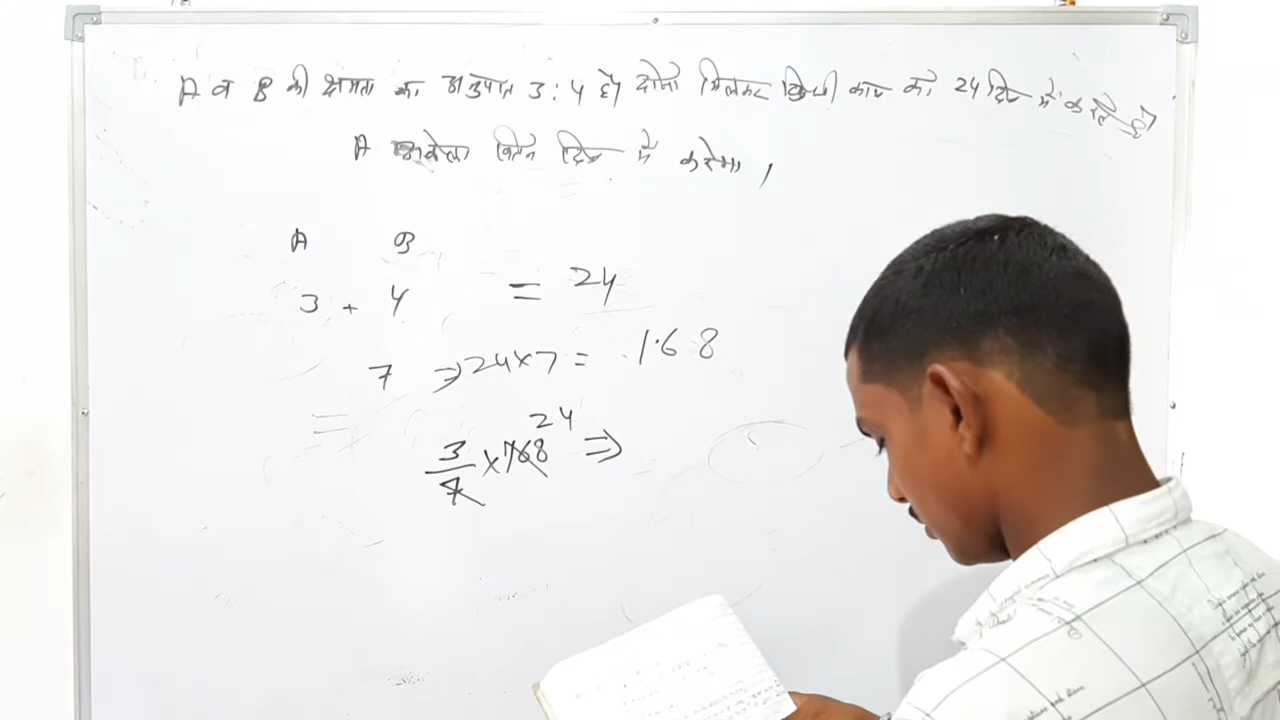 A व B की क्षमता का अनुपात 3:4 है। दोनों मिलकर किसी कार्य को 24 दिन में करते है।
A अकेला कितने दिन में करेगा।
A B
3 + 4 = 24
7 ⇒ 24×7 = 168
=
24
3/7 × 168 ⇒